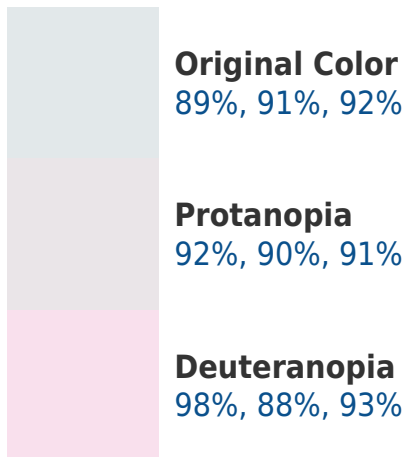 Original Color
89%, 91%, 92%
Protanopia
92%, 90%, 91%
Deuteranopia
98%, 88%, 93%